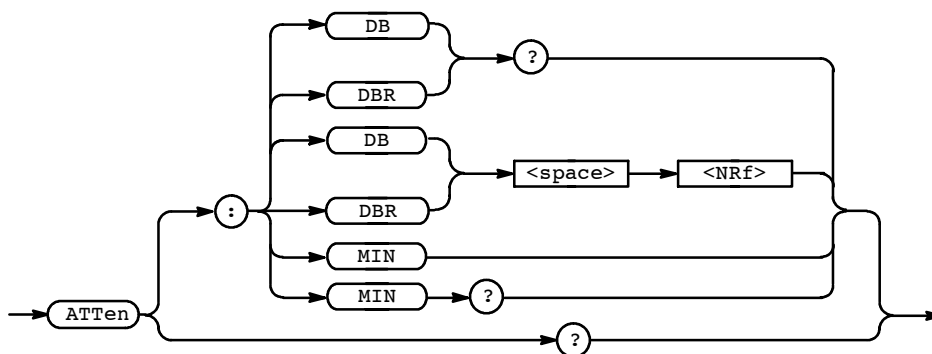 DB
?
DBR
DB
<space> <NRf>
:
DBR
MIN
MIN ?
ATTen
?